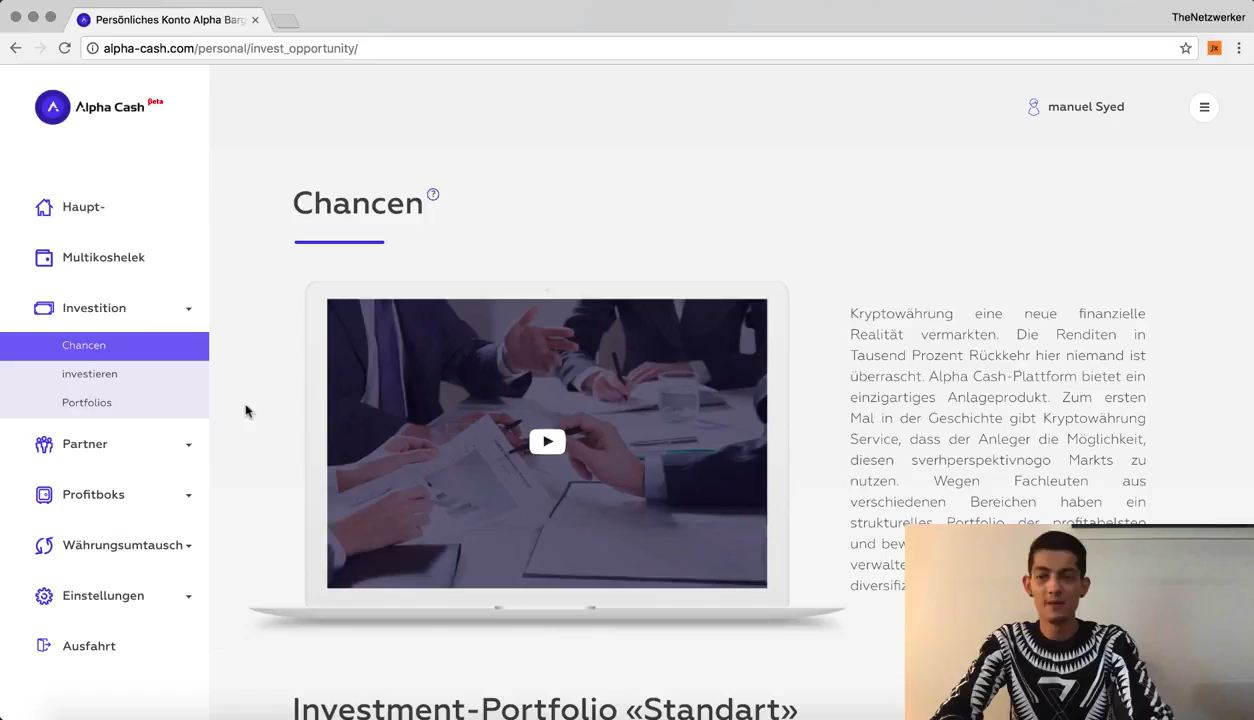 Persönliches Konto Alpha Barg
TheNetzwerker
alpha-cash.com/personal/invest_opportunity/
Alpha Cash Beta
manuel Syed
Haupt-
Multikoshelek
Investition
Chancen
investieren
Portfolios
Partner
Profitboks
Währungsumtausch
Einstellungen
Ausfahrt
Chancen
Kryptowährung eine neue finanzielle
Realität vermarkten. Die Renditen in
Tausend Prozent Rückkehr hier niemand ist
überrascht. Alpha Cash-Plattform bietet ein
einzigartiges Anlageprodukt. Zum ersten
Mal in der Geschichte gibt Kryptowährung
Service, dass der Anleger die Möglichkeit,
diesen sverhperspektivnogo Markts zu
nutzen. Wegen Fachleuten aus
verschiedenen Bereichen haben ein
strukturelles Portfolio der profitabelsten
und
Investment-Portfolio «Standart»